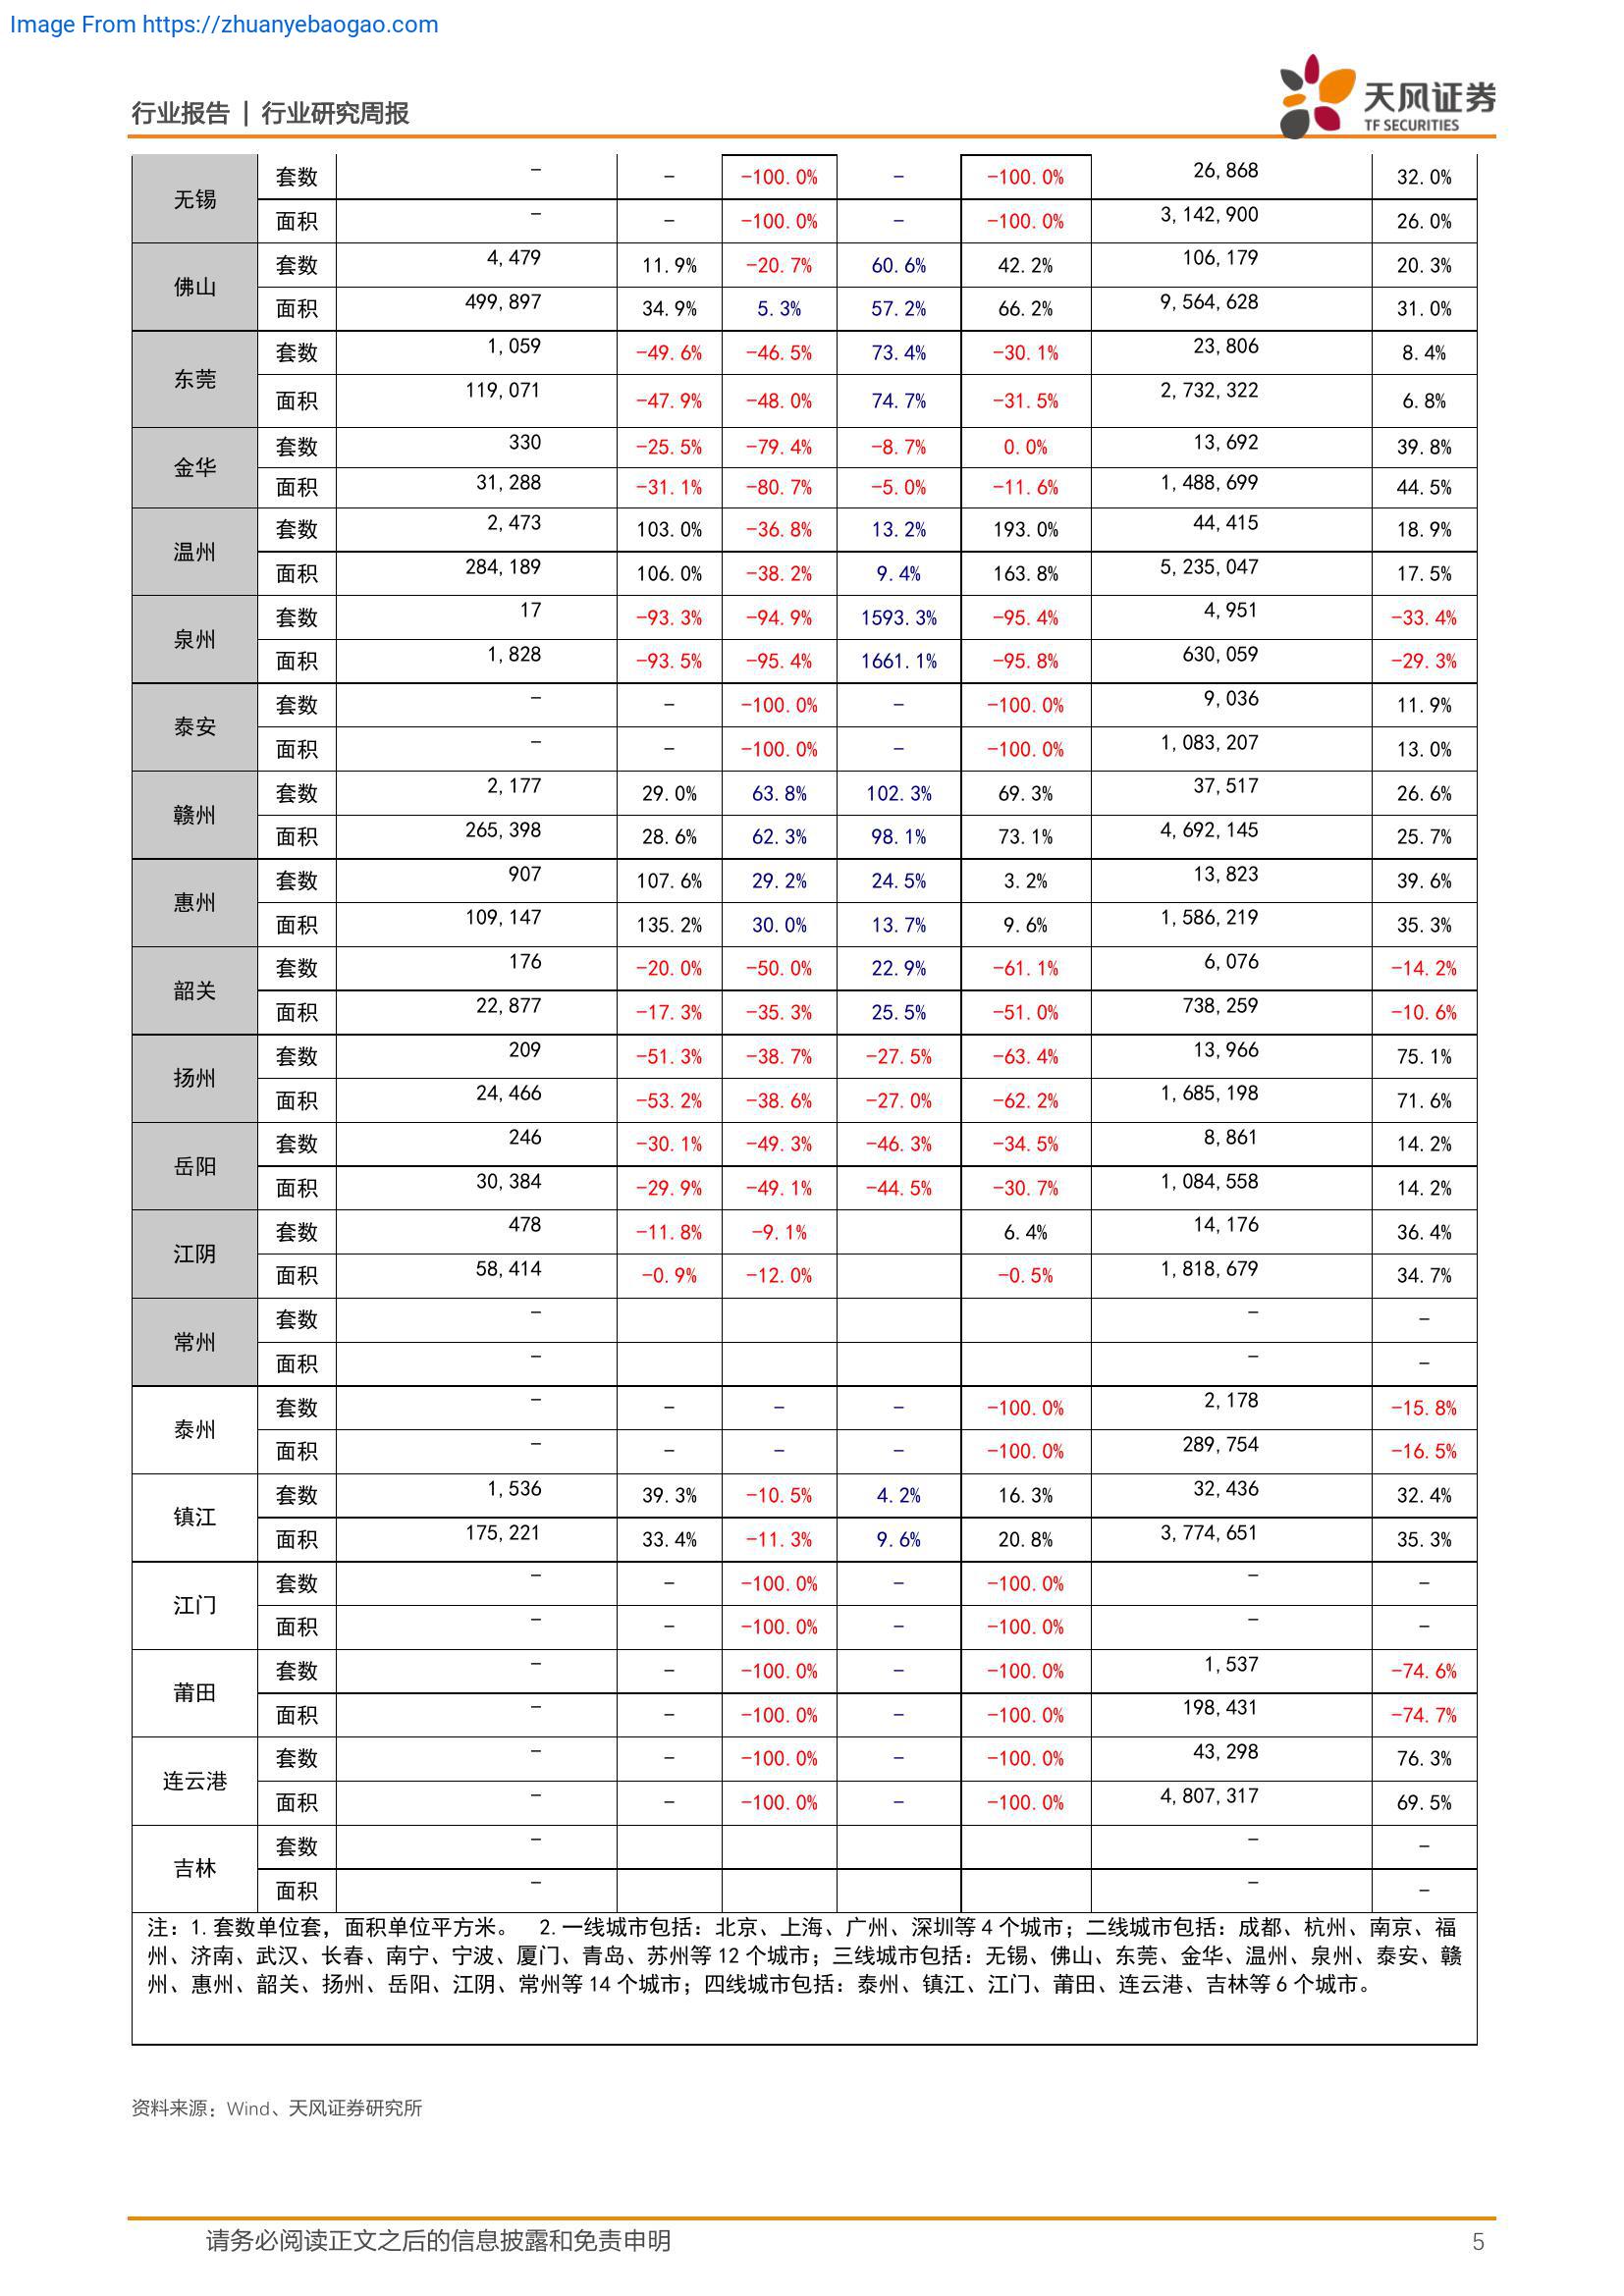 Image From https://zhuanyebaogao.com
行业报告 | 行业研究周报
天风证券
TF SECURITIES
无锡 套数 - - -100.0% - -100.0% 26,868 32.0%
面积 - - -100.0% - -100.0% 3,142,900 26.0%
佛山 套数 4,479 11.9% -20.7% 60.6% 42.2% 106,179 20.3%
面积 499,897 34.9% 5.3% 57.2% 66.2% 9,564,628 31.0%
东莞 套数 1,059 -49.6% -46.5% 73.4% -30.1% 23,806 8.4%
面积 119,071 -47.9% -48.0% 74.7% -31.5% 2,732,322 6.8%
金华 套数 330 -25.5% -79.4% -8.7% 0.0% 13,692 39.8%
面积 31,288 -31.1% -80.7% -5.0% -11.6% 1,488,699 44.5%
温州 套数 2,473 103.0% -36.8% 13.2% 193.0% 44,415 18.9%
面积 284,189 106.0% -38.2% 9.4% 163.8% 5,235,047 17.5%
泉州 套数 17 -93.3% -94.9% 1593.3% -95.4% 4,951 -33.4%
面积 1,828 -93.5% -95.4% 1661.1% -95.8% 630,059 -29.3%
泰安 套数 - - -100.0% - -100.0% 9,036 11.9%
面积 - - -100.0% - -100.0% 1,083,207 13.0%
赣州 套数 2,177 29.0% 63.8% 102.3% 69.3% 37,517 26.6%
面积 265,398 28.6% 62.3% 98.1% 73.1% 4,692,145 25.7%
惠州 套数 907 107.6% 29.2% 24.5% 3.2% 13,823 39.6%
面积 109,147 135.2% 30.0% 13.7% 9.6% 1,586,219 35.3%
韶关 套数 176 -20.0% -50.0% 22.9% -61.1% 6,076 -14.2%
面积 22,877 -17.3% -35.3% 25.5% -51.0% 738,259 -10.6%
扬州 套数 209 -51.3% -38.7% -27.5% -63.4% 13,966 75.1%
面积 24,466 -53.2% -38.6% -27.0% -62.2% 1,685,198 71.6%
岳阳 套数 246 -30.1% -49.3% -46.3% -34.5% 8,861 14.2%
面积 30,384 -29.9% -49.1% -44.5% -30.7% 1,084,558 14.2%
江阴 套数 478 -11.8% -9.1% 6.4% 14,176 36.4%
面积 58,414 -0.9% -12.0% -0.5% 1,818,679 34.7%
常州 套数 - - -
面积 - - -
泰州 套数 - - - - -100.0% 2,178 -15.8%
面积 - - - - -100.0% 289,754 -16.5%
镇江 套数 1,536 39.3% -10.5% 4.2% 16.3% 32,436 32.4%
面积 175,221 33.4% -11.3% 9.6% 20.8% 3,774,651 35.3%
江门 套数 - - -100.0% - -100.0% - -
面积 - - -100.0% - -100.0% - -
莆田 套数 - - -100.0% - -100.0% 1,537 -74.6%
面积 - - -100.0% - -100.0% 198,431 -74.7%
连云港 套数 - - -100.0% - -100.0% 43,298 76.3%
面积 - - -100.0% - -100.0% 4,807,317 69.5%
吉林 套数 - - -
面积 - - -
注：1.套数单位套，面积单位平方米。 2.一线城市包括：北京、上海、广州、深圳等 4 个城市；二线城市包括：成都、杭州、南京、福
州、济南、武汉、长春、南宁、宁波、厦门、青岛、苏州等 12 个城市；三线城市包括：无锡、佛山、东莞、金华、温州、泉州、泰安、赣
州、惠州、韶关、扬州、岳阳、江阴、常州等 14 个城市；四线城市包括：泰州、镇江、江门、莆田、连云港、吉林等 6 个城市。
资料来源：Wind、天风证券研究所
请务必阅读正文之后的信息披露和免责申明 5